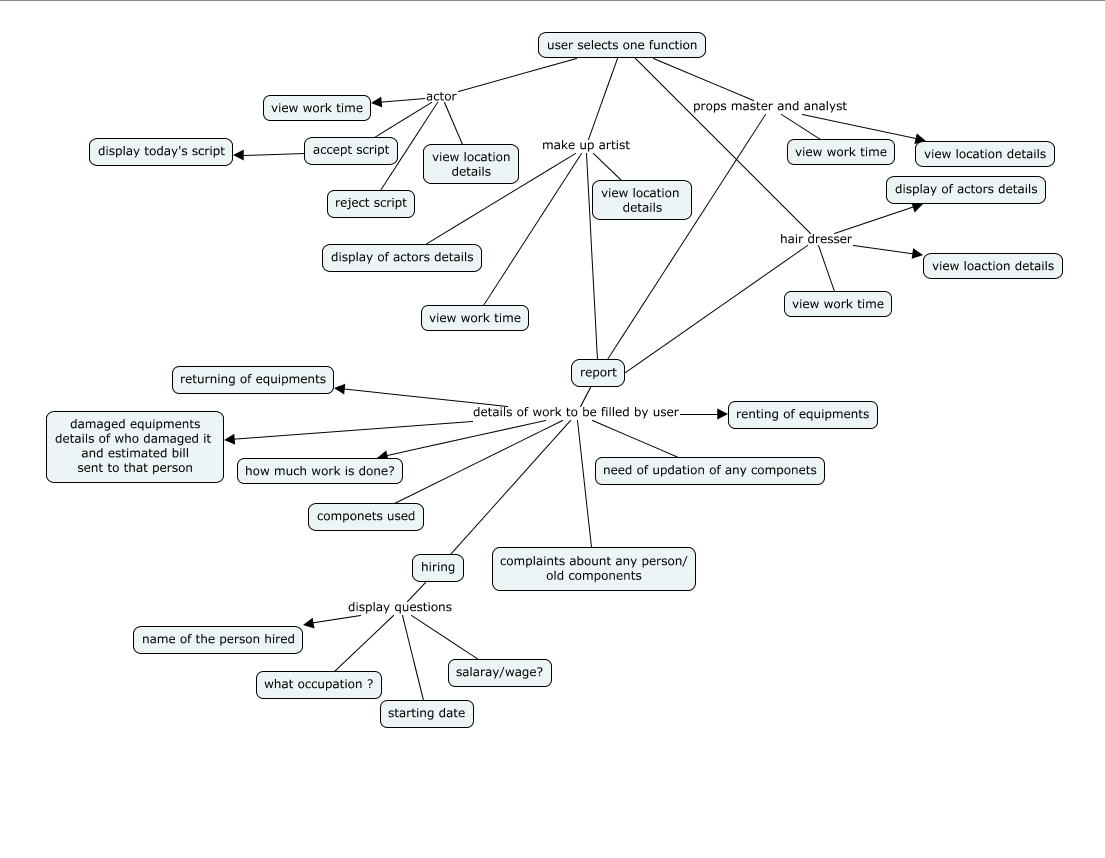 user selects one function
actor
view work time
props master and analyst
make up artist
accept script
display today's script
view work time
view location details
view location
details
display of actors details
view location
details
reject script
hair dresser
display of actors details
view loaction details
view work time
view work time
report
returning of equipments
details of work to be filled by user
renting of equipments
damaged equipments
details of who damaged it
and estimated bill
sent to that person
how much work is done?
need of updation of any componets
componets used
hiring
complaints abount any person/
old components
display questions
name of the person hired
salaray/wage?
what occupation ?
starting date